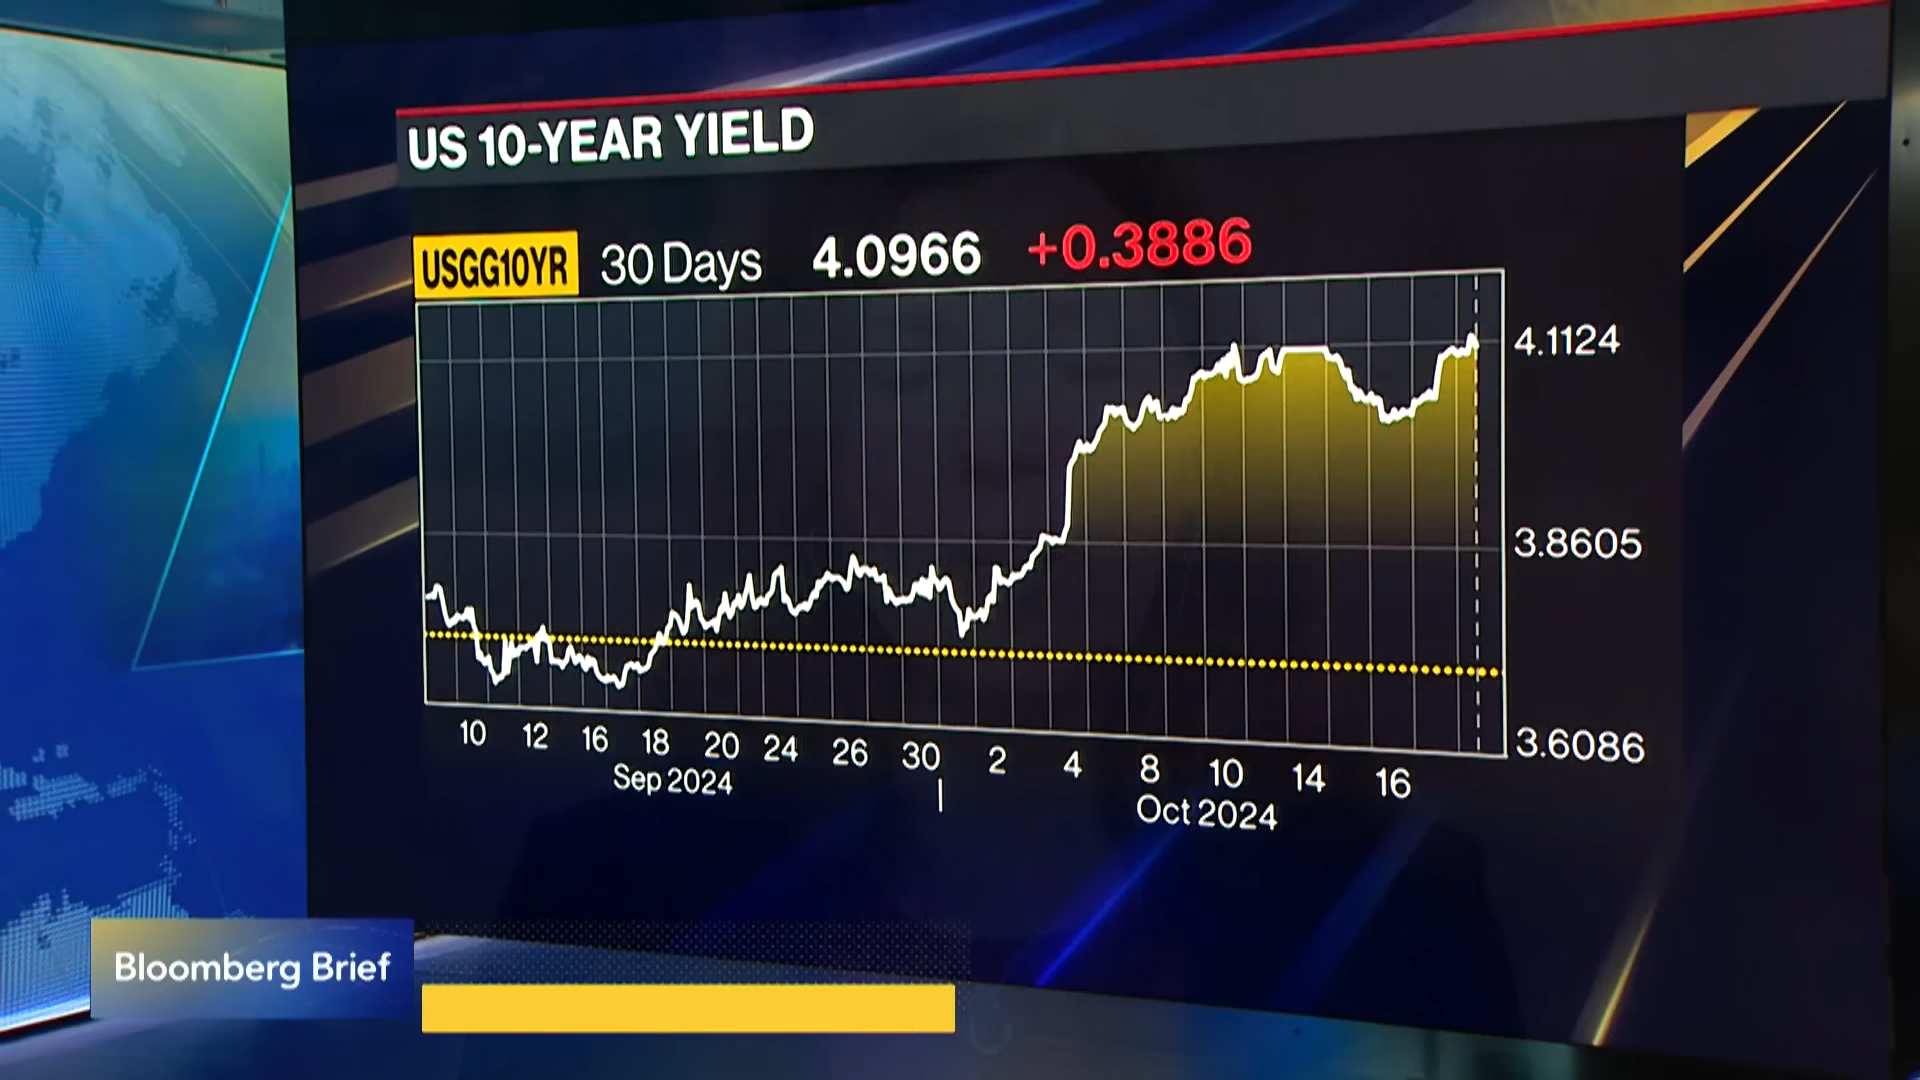 US 10-YEAR YIELD
USGG10YR 30 Days 4.0966 +0.3886
4.1124
3.8605
3.6086
10 12 16 18 20 24 26 30 2 4 8 10 14 16
Sep 2024 Oct 2024
Bloomberg Brief